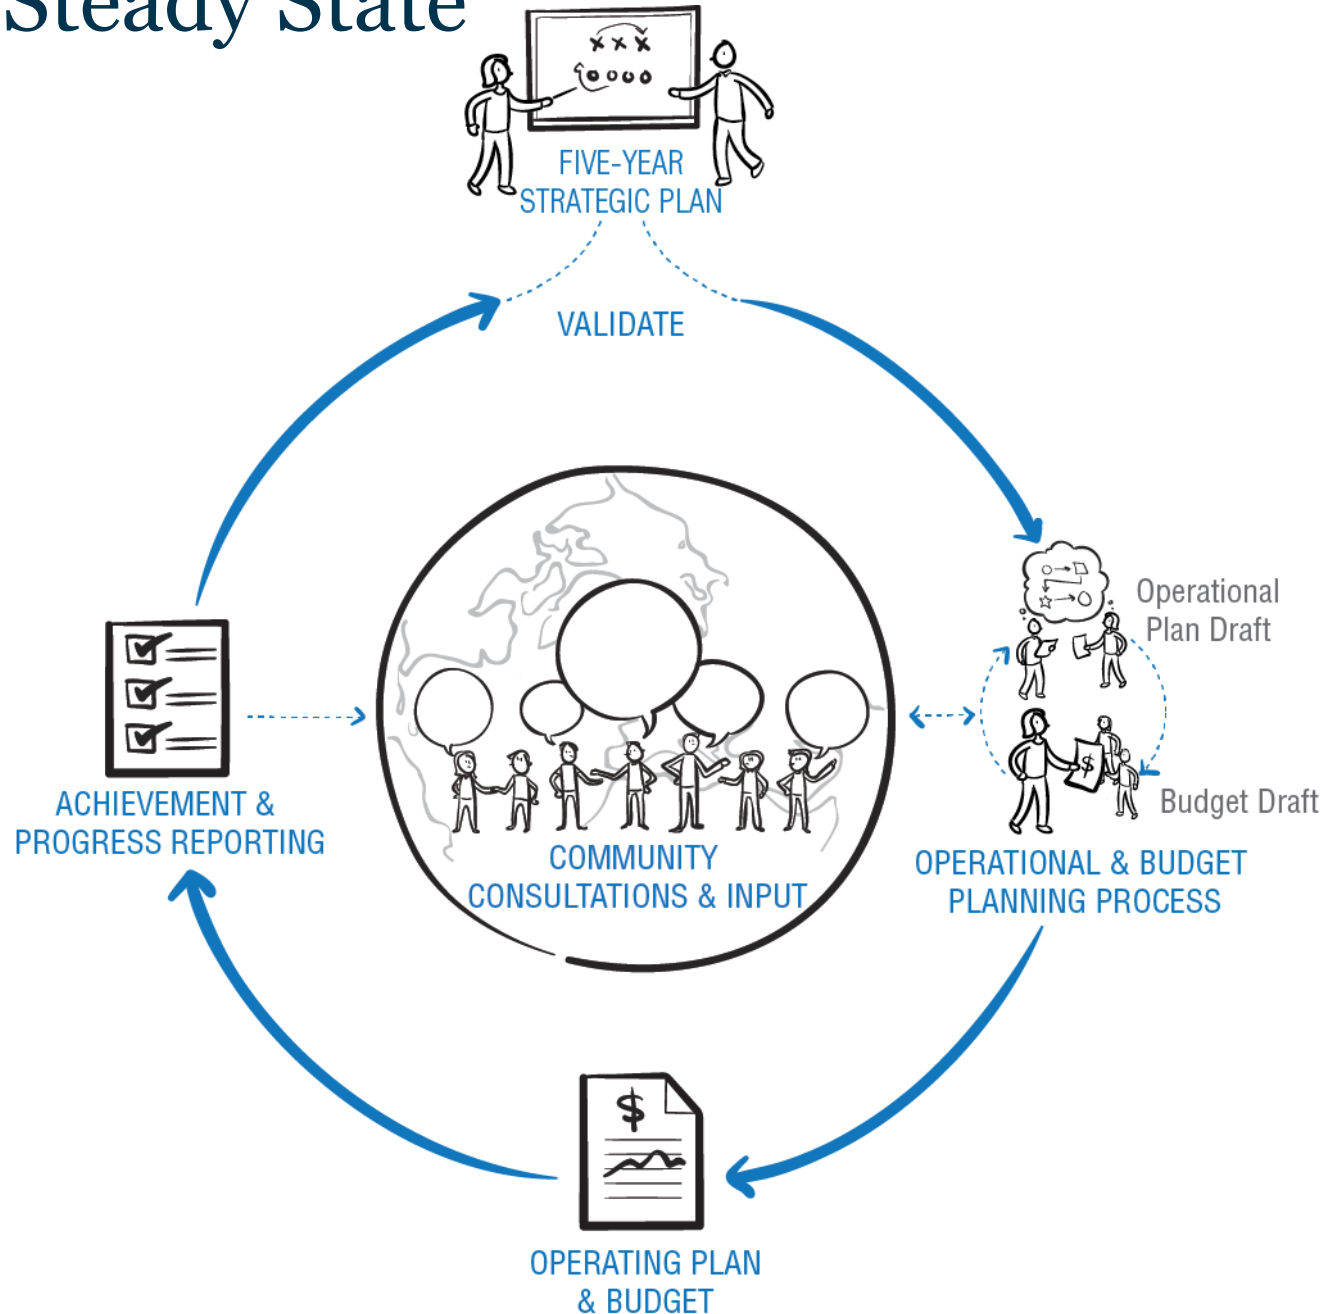 Steady State
FIVE-YEAR
STRATEGIC PLAN
VALIDATE
Operational
Plan Draft
Budget Draft
OPERATIONAL & BUDGET
PLANNING PROCESS
COMMUNITY
CONSULTATIONS & INPUT
ACHIEVEMENT &
PROGRESS REPORTING
OPERATING PLAN
& BUDGET